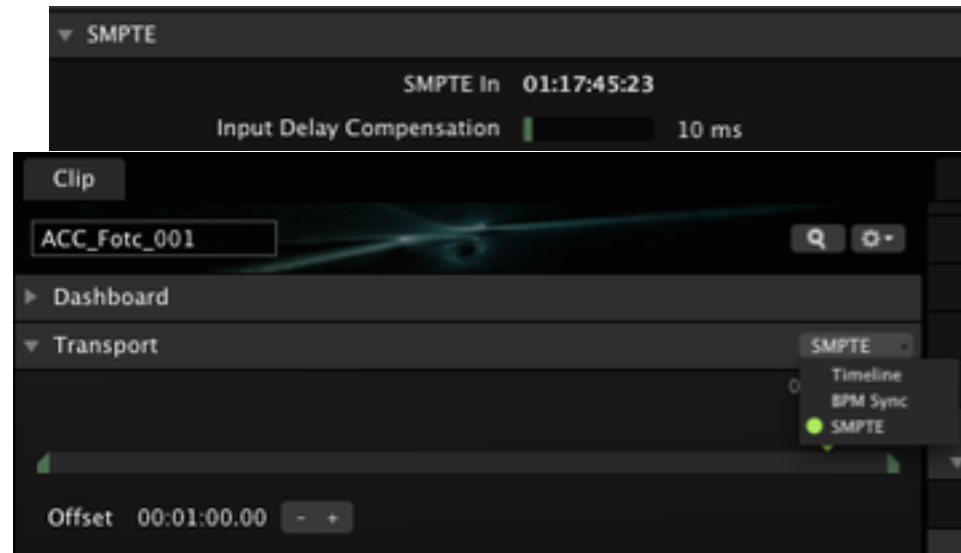 SMPTE
SMPTE In 01:17:45:23
Input Delay Compensation 10 ms
Clip
ACC_Fotc_001
Dashboard
Transport SMPTE
Timeline
BPM Sync
SMPTE
Offset 00:01:00.00 - +